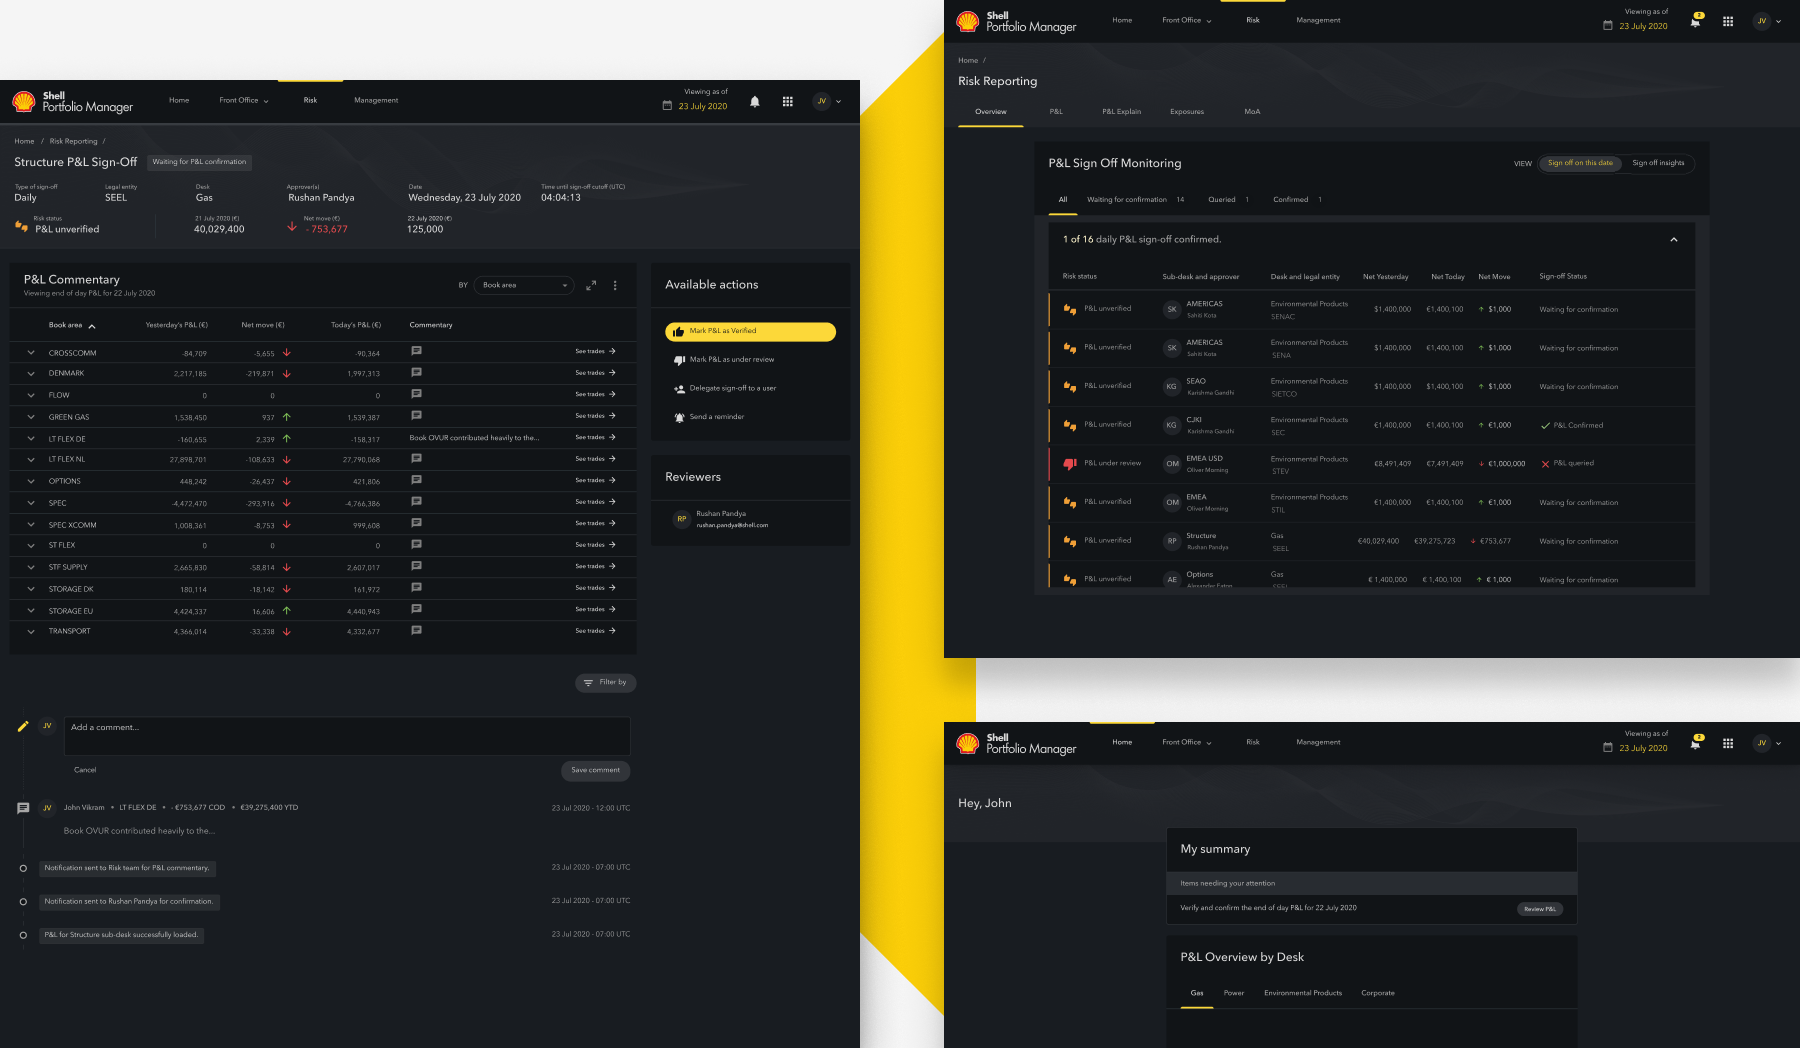 Shell
Portfolio Manager
Home
Front Office
Risk
Management
Viewing as of
23 July 2020
JV
Home / Risk Reporting /
Structure P&L Sign-Off
Waiting for P&L confirmation
Type of sign-off
Daily
Legal entity
SEEL
Desk
Gas
Approver(s)
Rushan Pandya
Date
Wednesday, 23 July 2020
Time until sign-off cutoff (UTC)
04:04:13
Risk status
P&L unverified
21 July 2020 (€)
40,029,400
Net move (€)
- 753,677
22 July 2020 (€)
125,000
P&L Commentary
Viewing end of day P&L for 22 July 2020
BY
Book area
Book area Yesterday's P&L (€) Net move (€) Today's P&L (€) Commentary
CROSSCOMM -84,709 -5,655 -90,364 See trades
DENMARK 2,217,185 -219,871 1,997,313 See trades
FLOW 0 0 0 See trades
GREEN GAS 1,538,450 937 1,539,387 See trades
LT FLEX DE -160,655 2,339 -158,317 Book OVUR contributed heavily to the... See trades
LT FLEX NL 27,898,701 -108,633 27,790,068 See trades
OPTIONS 448,242 -26,437 421,806 See trades
SPEC -4,472,470 -293,916 -4,766,386 See trades
SPEC XCOMM 1,008,361 -8,753 999,608 See trades
ST FLEX 0 0 0 See trades
STF SUPPLY 2,665,830 -58,814 2,607,017 See trades
STORAGE DK 180,114 -18,142 161,972 See trades
STORAGE EU 4,424,337 16,606 4,440,943 See trades
TRANSPORT 4,366,014 -33,338 4,332,677 See trades
Available actions
Mark P&L as Verified
Mark P&L as under review
Delegate sign-off to a user
Send a reminder
Reviewers
RP
Rushan Pandya
rushan.pandya@shell.com
Filter by
JV
Add a comment...
Cancel
Save comment
JV
John Vikram • LT FLEX DE • - €753,677 COD • €39,275,400 YTD
23 Jul 2020 - 12:00 UTC
Book OVUR contributed heavily to the...
Notification sent to Risk team for P&L commentary.
23 Jul 2020 - 07:00 UTC
Notification sent to Rushan Pandya for confirmation.
23 Jul 2020 - 07:00 UTC
P&L for Structure sub-desk successfully loaded.
23 Jul 2020 - 07:00 UTC
Shell
Portfolio Manager
Home
Front Office
Risk
Management
Viewing as of
23 July 2020
2
JV
Home /
Risk Reporting
Overview
P&L
P&L Explain
Exposures
MoA
P&L Sign Off Monitoring
VIEW
Sign off on this date
Sign off insights
All
Waiting for confirmation 14
Queried 1
Confirmed 1
1 of 16 daily P&L sign-off confirmed.
Risk status Sub-desk and approver Desk and legal entity Net Yesterday Net Today Net Move Sign-off Status
P&L unverified SK AMERICAS Environmental Products $1,400,000 €1,400,100 $1,000 Waiting for confirmation
Sahiti Kota SENAC
P&L unverified SK AMERICAS Environmental Products $1,400,000 €1,400,100 $1,000 Waiting for confirmation
Sahiti Kota SENA
P&L unverified KG SEAO Environmental Products $1,400,000 €1,400,100 $1,000 Waiting for confirmation
Karishma Gandhi SIETCO
P&L unverified KG CJKI Environmental Products €1,400,000 €1,400,100 €1,000 P&L Confirmed
Karishma Gandhi SEC
P&L under review OM EMEA USD Environmental Products €8,491,409 €7,491,409 €1,000,000 P&L queried
Oliver Morning STEV
P&L unverified OM EMEA Environmental Products €1,400,000 €1,400,100 €1,000 Waiting for confirmation
Oliver Morning STIL
P&L unverified RP Structure Gas €40,029.400 €39.275,723 €753,677 Waiting for confirmation
Rushan Pandya SEEL
P&L unverified AE Options Gas € 1,400,000 € 1,400,100 € 1,000 Waiting for confirmation
Alexander Eaton SEEL
Shell
Portfolio Manager
Home
Front Office
Risk
Management
Viewing as of
23 July 2020
2
JV
Hey, John
My summary
Items needing your attention
Verify and confirm the end of day P&L for 22 July 2020
Review P&L
P&L Overview by Desk
Gas
Power
Environmental Products
Corporate